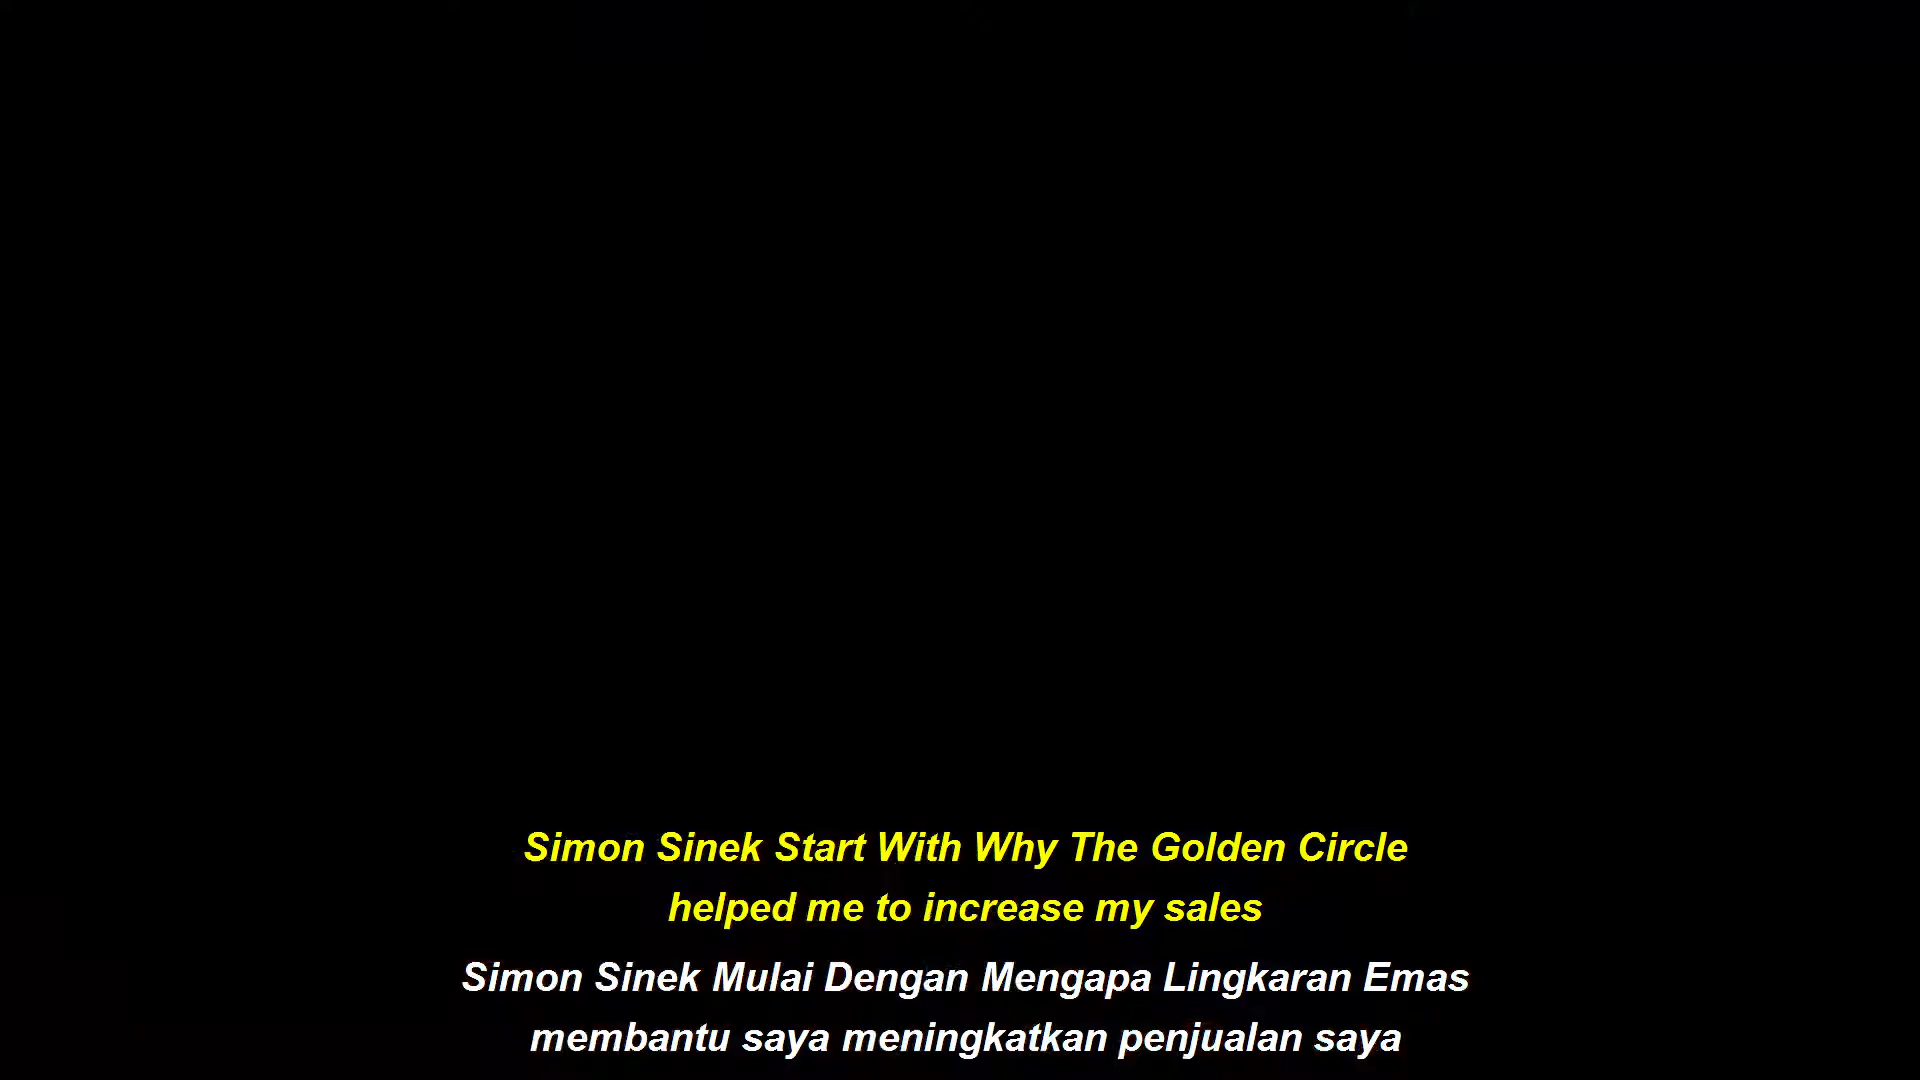 Simon Sinek Start With Why The Golden Circle
helped me to increase my sales
Simon Sinek Mulai Dengan Mengapa Lingkaran Emas
membantu saya meningkatkan penjualan saya